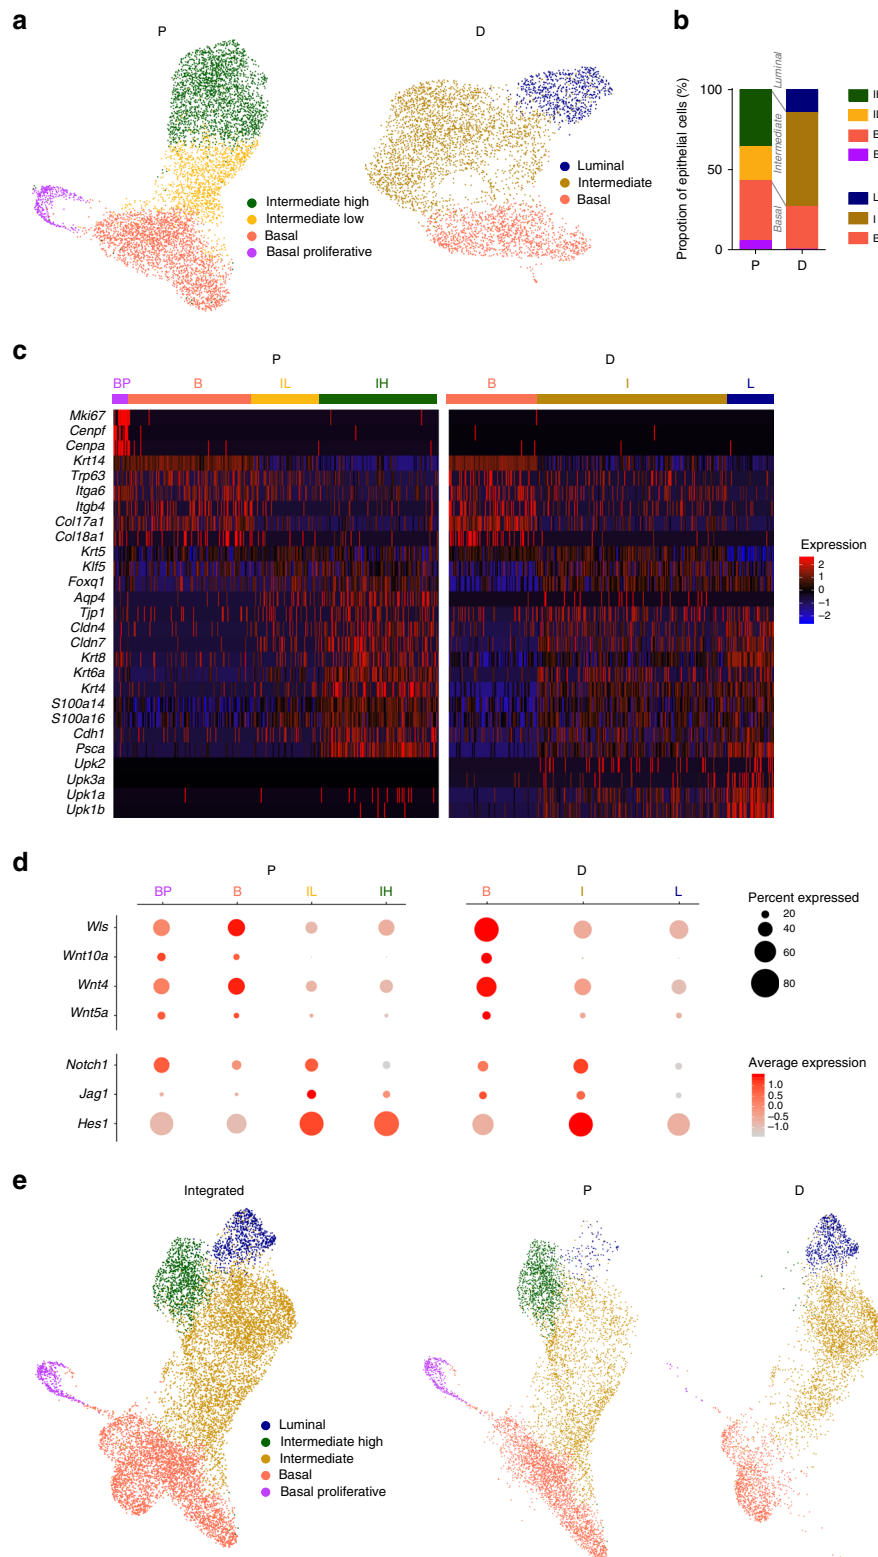 a
P
D
Intermediate high
Intermediate low
Basal
Basal proliferative
Luminal
Intermediate
Basal
b
Propotion of epithelial cells (%)
100
50
0
Luminal
Intermediate
Basal
P
D
IL
B
B
L
I
B
c
P
D
BP
B
IL
IH
B
I
L
Mki67
Cenpf
Cenpa
Krt14
Trp63
Itga6
Itgb4
Col17a1
Col18a1
Krt5
Klf5
Foxq1
Aqp4
Tjp1
Cldn4
Cldn7
Krt8
Krt6a
Krt4
S100a14
S100a16
Cdh1
Psca
Upk2
Upk3a
Upk1a
Upk1b
Expression
2
1
0
−1
−2
d
P
D
BP
B
IL
IH
B
I
L
Wls
Wnt10a
Wnt4
Wnt5a
Notch1
Jag1
Hes1
Percent expressed
20
40
60
80
Average expression
1.0
0.5
0.0
−0.5
−1.0
e
Integrated
P
D
Luminal
Intermediate high
Intermediate
Basal
Basal proliferative